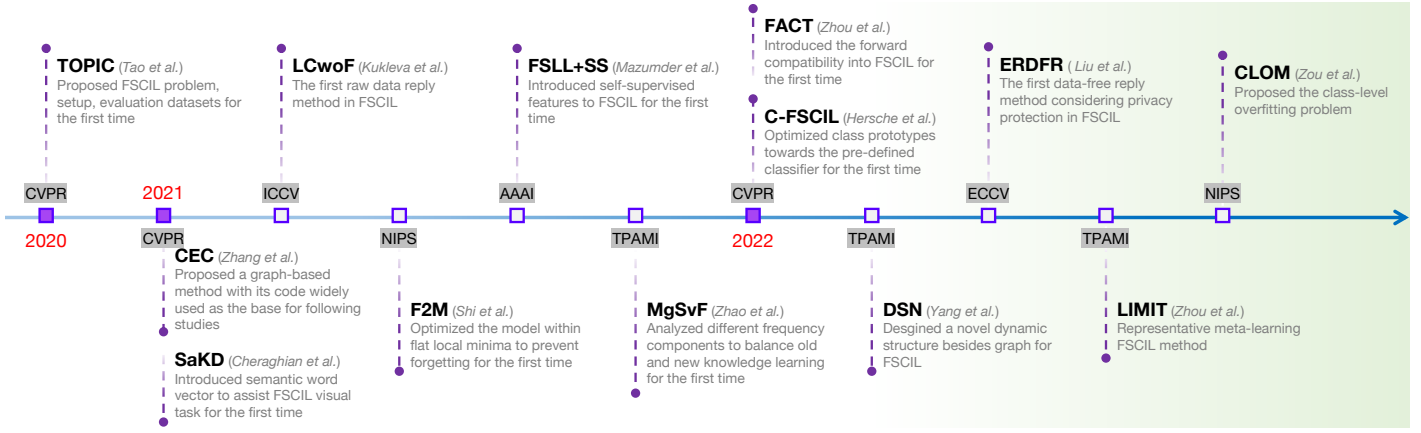 TOPIC (Tao et al.)
Proposed FSCIL problem,
setup, evaluation datasets for
the first time
LCwoF (Kukleva et al.)
The first raw data reply
method in FSCIL
FSLL+SS (Mazumder et al.)
Introduced self-supervised
features to FSCIL for the first
time
FACT (Zhou et al.)
Introduced the forward
compatibility into FSCIL for
the first time
C-FSCIL (Hersche et al.)
Optimized class prototypes
towards the pre-defined
classifier for the first time
ERDFR ( Liu et al.)
The first data-free reply
method considering privacy
protection in FSCIL
CLOM (Zou et al.)
Proposed the class-level
overfitting problem
CVPR
2021
ICCV
AAAI
CVPR
ECCV
NIPS
2020
CVPR
NIPS
TPAMI
2022
TPAMI
TPAMI
CEC (Zhang et al.)
Proposed a graph-based
method with its code widely
used as the base for following
studies
SaKD (Cheraghian et al.)
Introduced semantic word
vector to assist FSCIL visual
task for the first time
F2M (Shi et al.)
Optimized the model within
flat local minima to prevent
forgetting for the first time
MgSvF (Zhao et al.)
Analyzed different frequency
components to balance old
and new knowledge learning
for the first time
DSN (Yang et al.)
Desgined a novel dynamic
structure besides graph for
FSCIL
LIMIT (Zhou et al.)
Representative meta-learning
FSCIL method